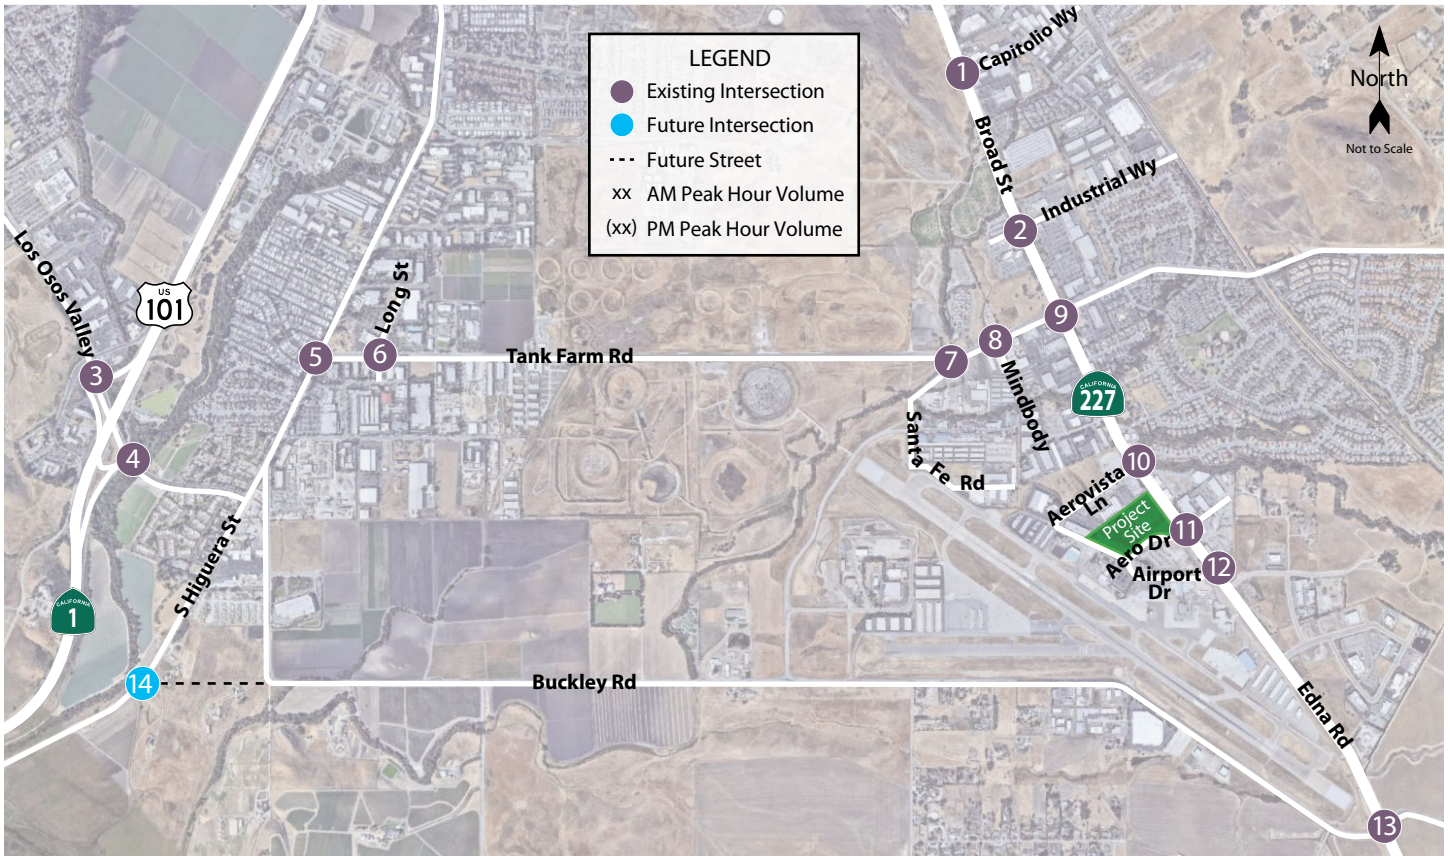 LEGEND
Existing Intersection
Future Intersection
Future Street
xx AM Peak Hour Volume
(xx) PM Peak Hour Volume
North
Not to Scale
1
Capitolio Wy
Broad St
2
Industrial Wy
Los Osos Valley
US
101
3
4
5
6
Long St
Tank Farm Rd
7
8
9
Mindbody
CALIFORNIA
227
Santa Fe Rd
10
Aerovista
Ln
Project
Site
11
Aero Dr
12
Airport
Dr
S Higuera St
CALIFORNIA
1
14
Buckley Rd
Edna Rd
13